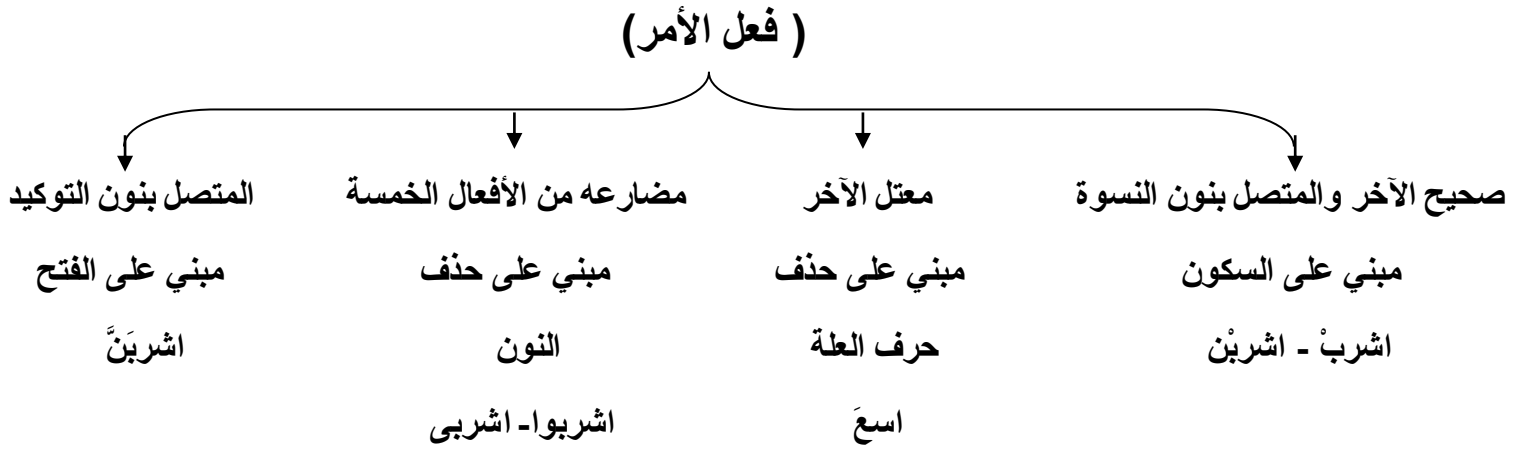 ( فعل الأمر)
صحيح الآخر والمتصل بنون النسوة
مبني على السكون
اشربْ - اشربْن
معتل الآخر
مبني على حذف
حرف العلة
اسعَ
مضارعه من الأفعال الخمسة
مبني على حذف
النون
اشربوا- اشربى
المتصل بنون التوكيد
مبني على الفتح
اشربَنَّ